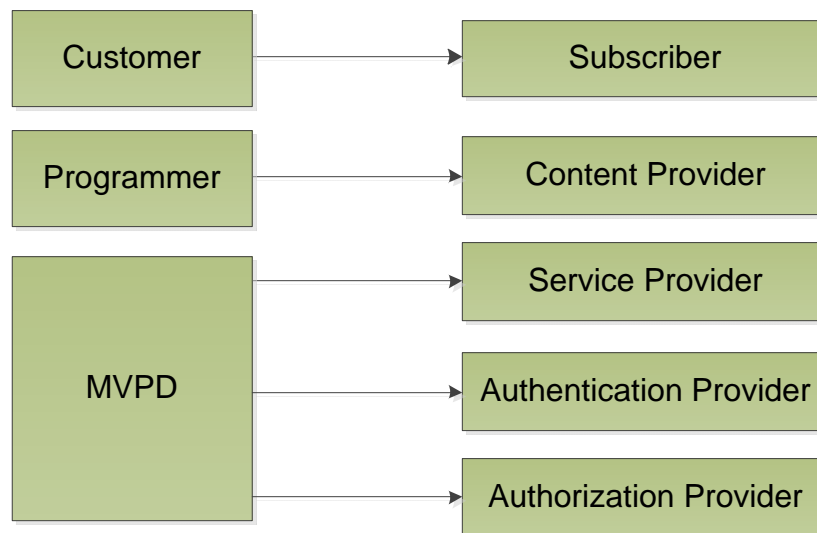 Customer
Subscriber
Programmer
Content Provider
Service Provider
MVPD
Authentication Provider
Authorization Provider